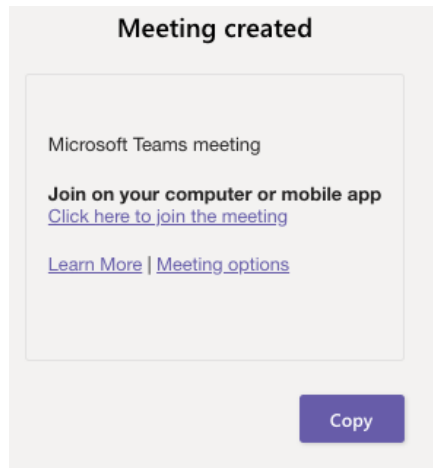 Meeting created
Microsoft Teams meeting
Join on your computer or mobile app
Click here to join the meeting
Learn More | Meeting options
Copy